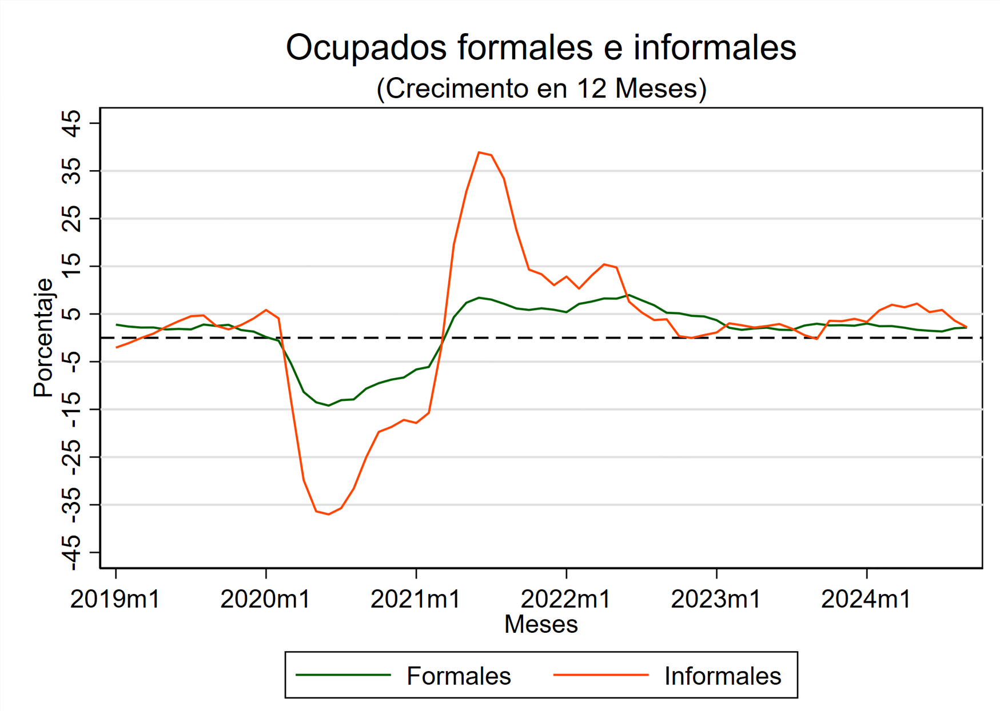 Ocupados formales e informales
(Crecimento en 12 Meses)
Porcentaje
45
35
25
15
5
-5
-15
-25
-35
-45
2019m1 2020m1 2021m1 2022m1 2023m1 2024m1
Meses
Formales Informales